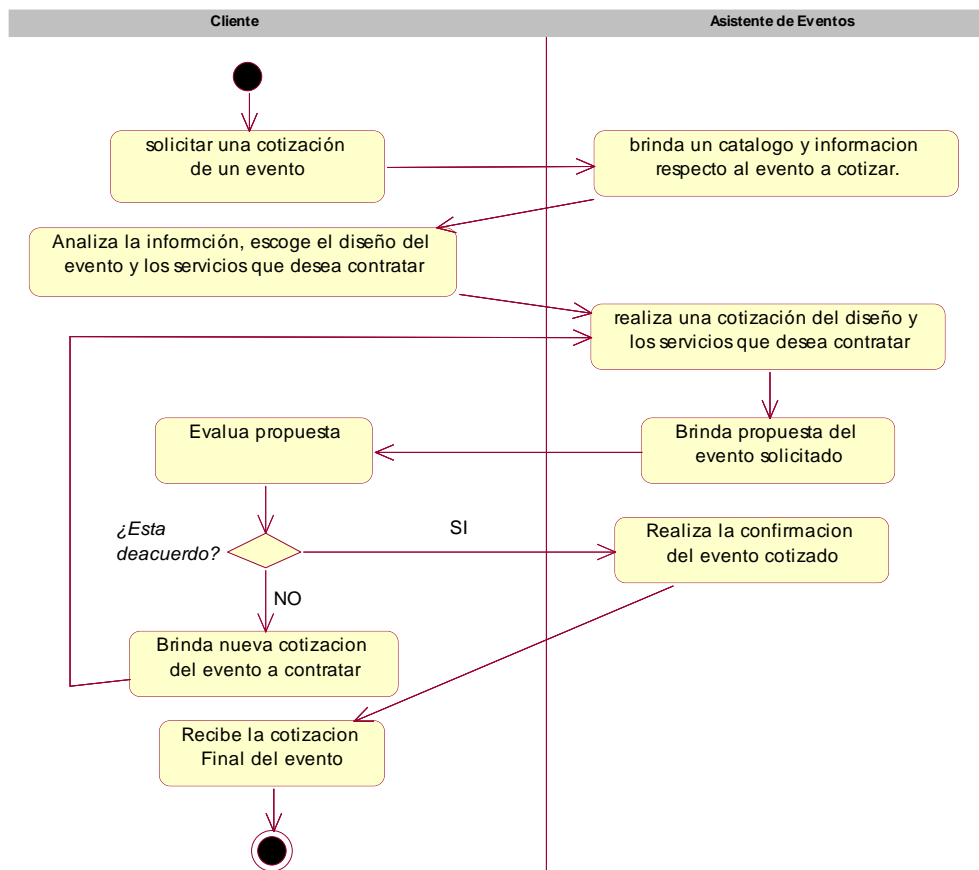 Cliente
Asistente de Eventos
solicitar una cotización
de un evento
brinda un catalogo y informacion
respecto al evento a cotizar.
Analiza la informción, escoge el diseño del
evento y los servicios que desea contratar
realiza una cotización del diseño y
los servicios que desea contratar
Evalua propuesta
Brinda propuesta del
evento solicitado
¿Esta
deacuerdo?
SI
Realiza la confirmacion
del evento cotizado
NO
Brinda nueva cotizacion
del evento a contratar
Recibe la cotizacion
Final del evento